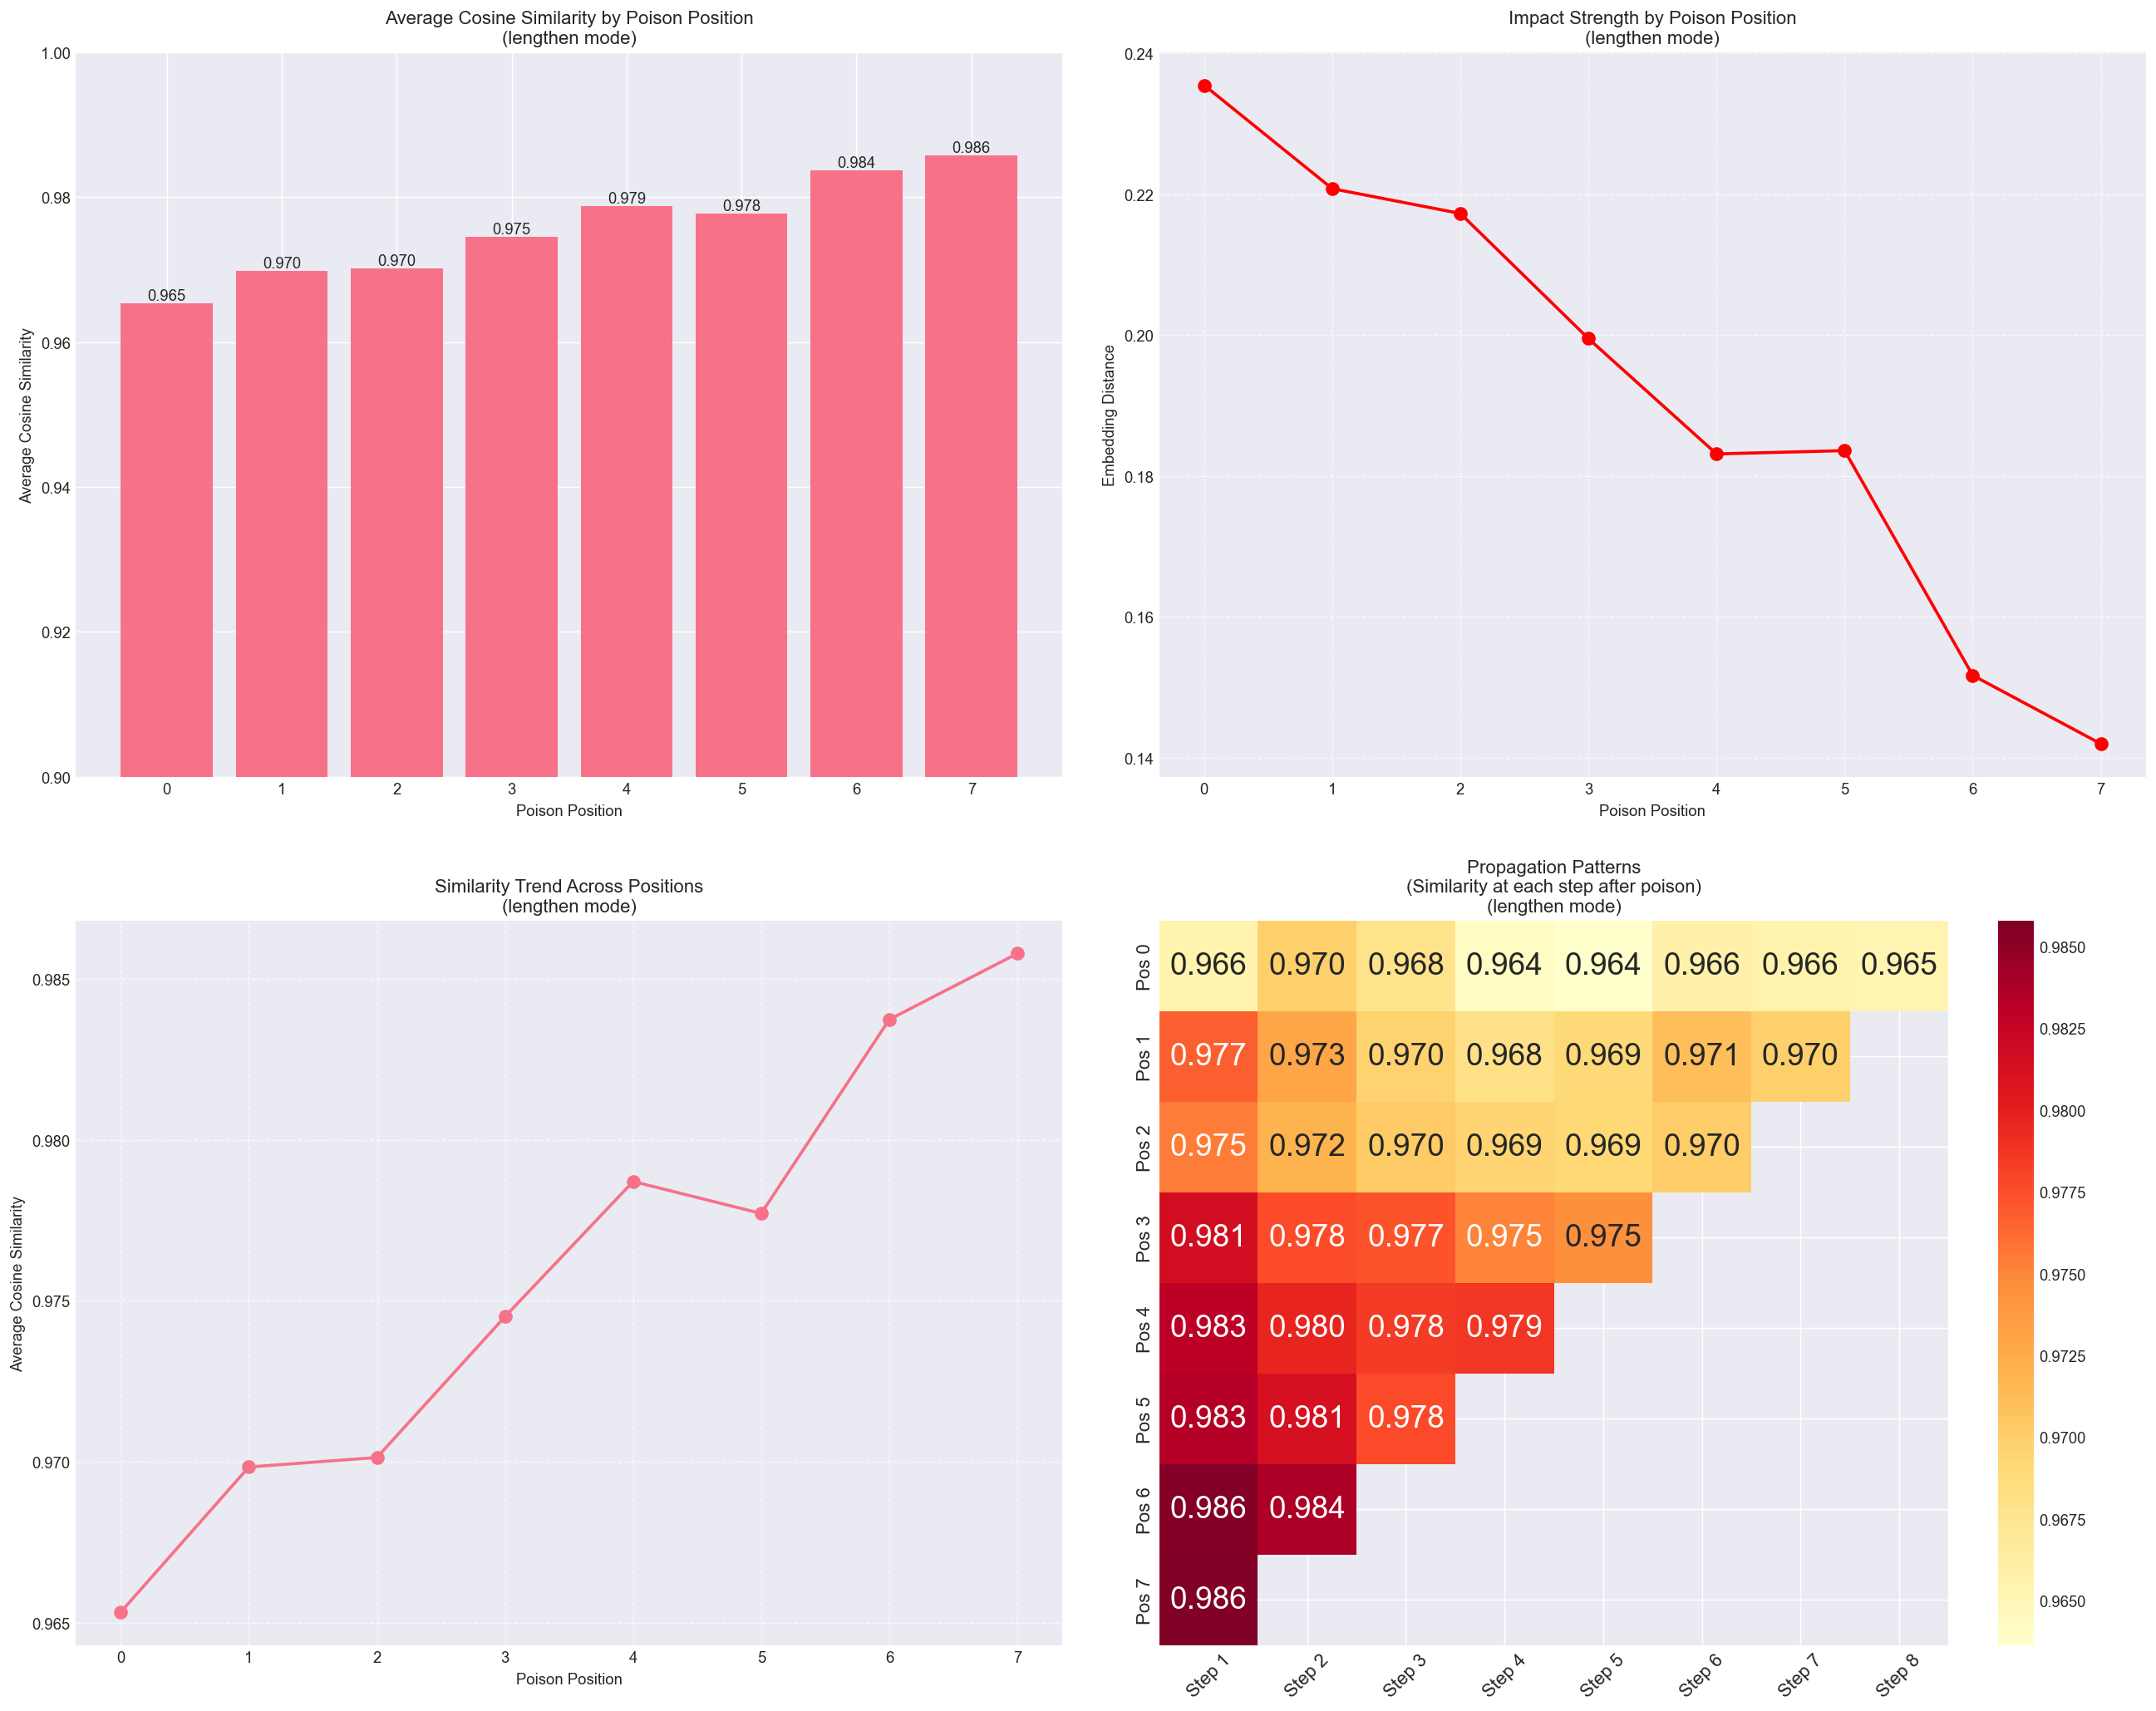 Average Cosine Similarity by Poison Position
(lengthen mode)
1.00
0.98
0.96
0.94
0.92
0.90
Average Cosine Similarity
0.965
0.970
0.970
0.975
0.979
0.978
0.984
0.986
0 1 2 3 4 5 6 7
Poison Position
Impact Strength by Poison Position
(lengthen mode)
0.24
0.22
0.20
0.18
0.16
0.14
Embedding Distance
0 1 2 3 4 5 6 7
Poison Position
Similarity Trend Across Positions
(lengthen mode)
0.985
0.980
0.975
0.970
0.965
Average Cosine Similarity
0 1 2 3 4 5 6 7
Poison Position
Propagation Patterns
(Similarity at each step after poison)
(lengthen mode)
Pos 0 0.966 0.970 0.968 0.964 0.964 0.966 0.966 0.965
Pos 1 0.977 0.973 0.970 0.968 0.969 0.971 0.970
Pos 2 0.975 0.972 0.970 0.969 0.969 0.970
Pos 3 0.981 0.978 0.977 0.975 0.975
Pos 4 0.983 0.980 0.978 0.979
Pos 5 0.983 0.981 0.978
Pos 6 0.986 0.984
Pos 7 0.986
Step 1 Step 2 Step 3 Step 4 Step 5 Step 6 Step 7 Step 8
0.9850
0.9825
0.9800
0.9775
0.9750
0.9725
0.9700
0.9675
0.9650